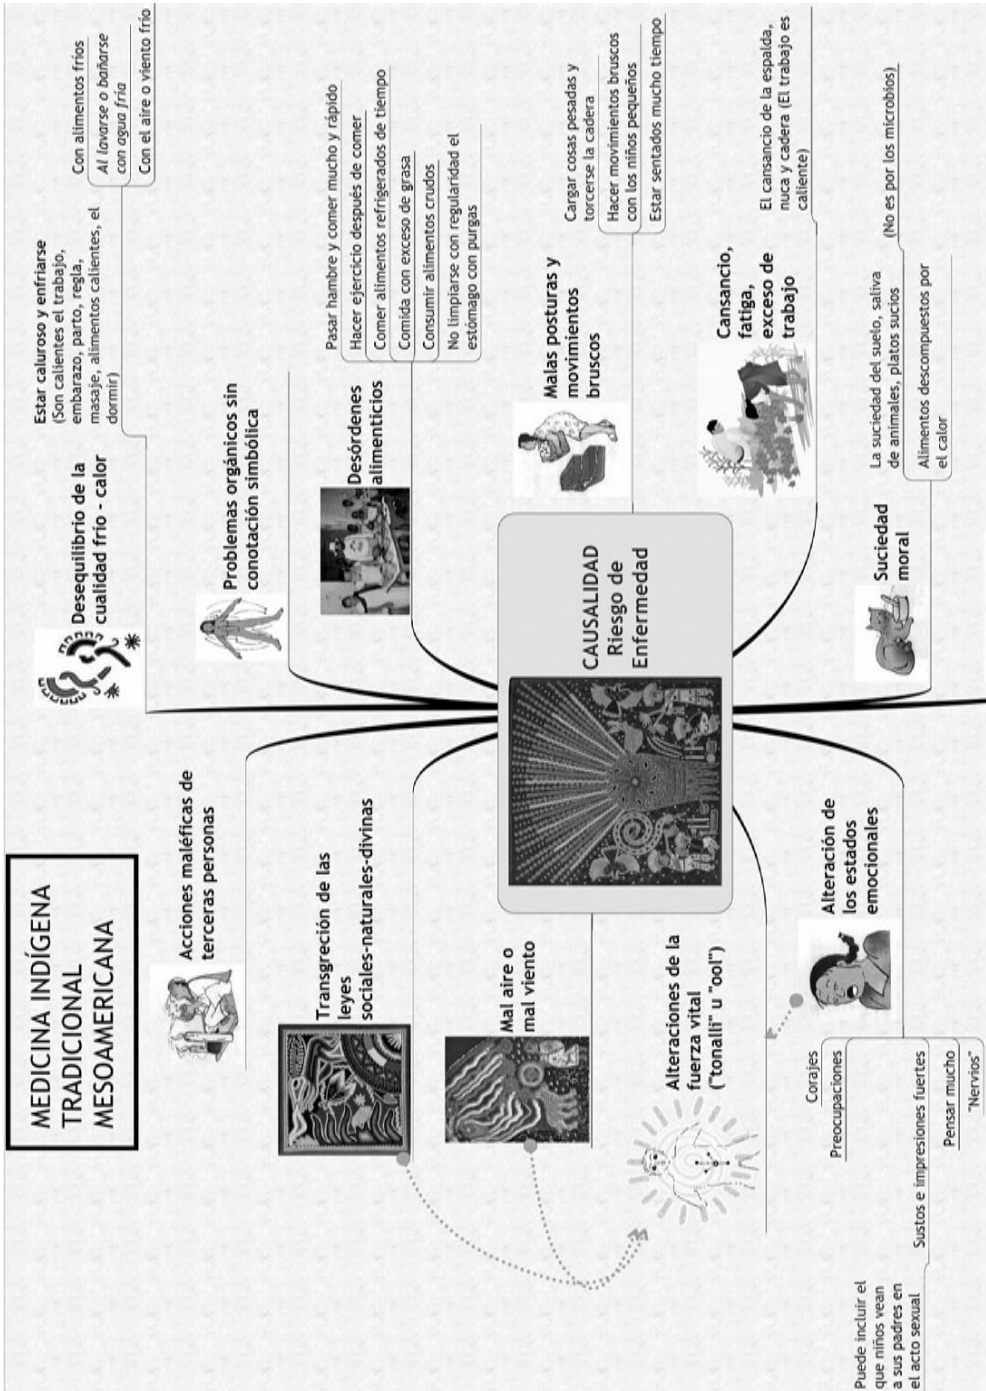 MEDICINA INDÍGENA
TRADICIONAL
MESOAMERICANA
Acciones maléficas de
terceras personas
Transgreción de las
leyes
sociales-naturales-divinas
Mal aire o
mal viento
Alteraciones de la
fuerza vital
("tonalli" u "ool")
Alteración de
los estados
emocionales
Corajes
Preocupaciones
Sustos e impresiones fuertes
Puede incluir el
que niños vean
a sus padres en
el acto sexual
Pensar mucho
"Nervios"
CAUSALIDAD
Riesgo de
Enfermedad
Desequilibrio de la
cualidad frío - calor
Estar caluroso y enfriarse
(Son calientes el trabajo,
embarazo, parto, regla,
masaje, alimentos calientes, el
dormir)
Con alimentos fríos
Al lavarse o bañarse
con agua fría
Con el aire o viento frío
Problemas orgánicos sin
conotación simbólica
Desórdenes
alimenticios
Pasar hambre y comer mucho y rápido
Hacer ejercicio después de comer
Comer alimentos refrigerados de tiempo
Comida con exceso de grasa
Consumir alimentos crudos
No limpiarse con regularidad el
estómago con purgas
Malas posturas y
movimientos
bruscos
Cargar cosas pesadas y
torcerse la cadera
Hacer movimientos bruscos
con los niños pequeños
Estar sentados mucho tiempo
Cansancio,
fatiga,
exceso de
trabajo
El cansancio de la espalda,
nuca y cadera (El trabajo es
caliente)
Suciedad
moral
La suciedad del suelo, saliva
de animales, platos sucios
(No es por los microbios)
Alimentos descompuestos por
el calor